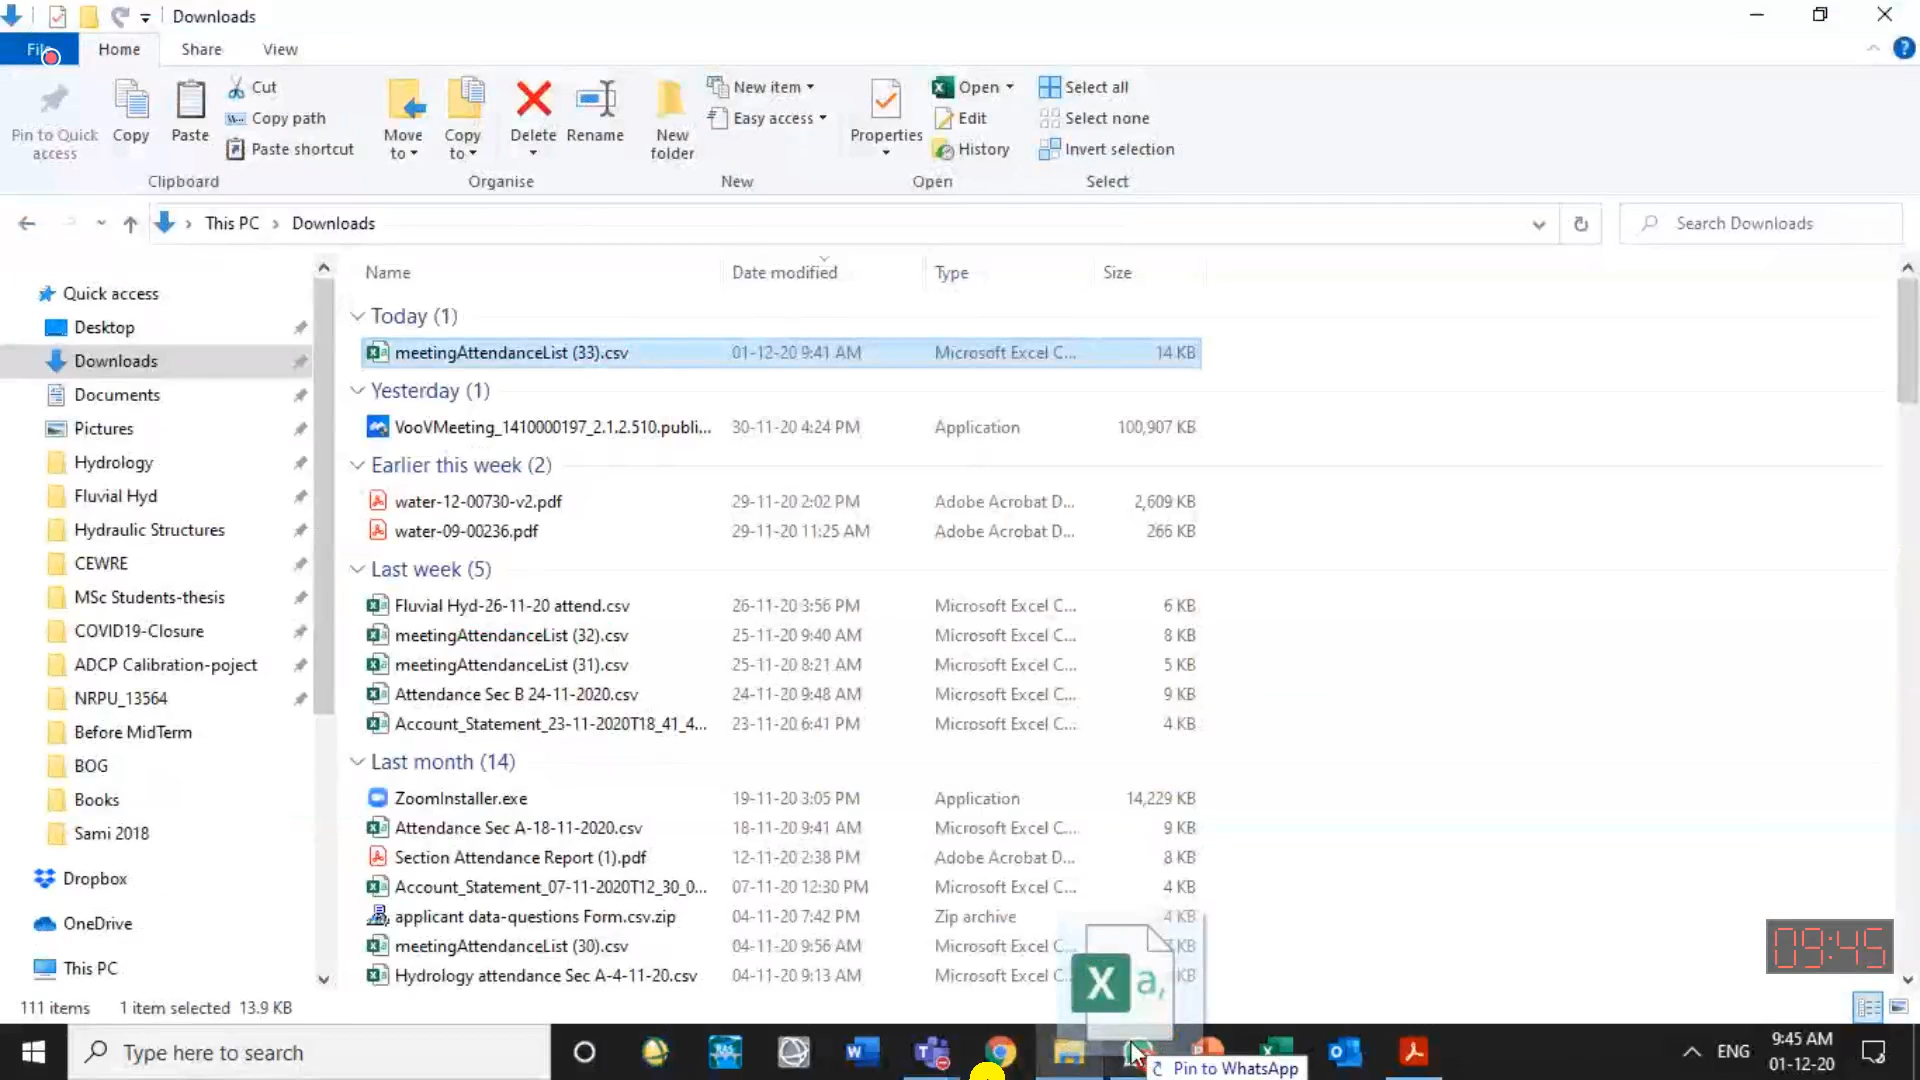 Downloads
File Home Share View
Pin to Quick access
Copy
Paste
Cut
Copy path
Paste shortcut
Clipboard
Move to
Copy to
Delete
Rename
Organise
New folder
New item
Easy access
New
Properties
Open
Edit
History
Open
Select all
Select none
Invert selection
Select
This PC > Downloads
Search Downloads
Quick access
Desktop
Downloads
Documents
Pictures
Hydrology
Fluvial Hyd
Hydraulic Structures
CEWRE
MSc Students-thesis
COVID19-Closure
ADCP Calibration-poject
NRPU_13564
Before MidTerm
BOG
Books
Sami 2018
Dropbox
OneDrive
This PC
Name Date modified Type Size
Today (1)
meetingAttendanceList (33).csv 01-12-20 9:41 AM Microsoft Excel C... 14 KB
Yesterday (1)
VooVMeeting_1410000197_2.1.2.510.publi... 30-11-20 4:24 PM Application 100,907 KB
Earlier this week (2)
water-12-00730-v2.pdf 29-11-20 2:02 PM Adobe Acrobat D... 2,609 KB
water-09-00236.pdf 29-11-20 11:25 AM Adobe Acrobat D... 266 KB
Last week (5)
Fluvial Hyd-26-11-20 attend.csv 26-11-20 3:56 PM Microsoft Excel C... 6 KB
meetingAttendanceList (32).csv 25-11-20 9:40 AM Microsoft Excel C... 8 KB
meetingAttendanceList (31).csv 25-11-20 8:21 AM Microsoft Excel C... 5 KB
Attendance Sec B 24-11-2020.csv 24-11-20 9:48 AM Microsoft Excel C... 9 KB
Account_Statement_23-11-2020T18_41_4... 23-11-20 6:41 PM Microsoft Excel C... 4 KB
Last month (14)
ZoomInstaller.exe 19-11-20 3:05 PM Application 14,229 KB
Attendance Sec A-18-11-2020.csv 18-11-20 9:41 AM Microsoft Excel C... 9 KB
Section Attendance Report (1).pdf 12-11-20 2:38 PM Adobe Acrobat D... 8 KB
Account_Statement_07-11-2020T12_30_0... 07-11-20 12:30 PM Microsoft Excel C... 4 KB
applicant data-questions Form.csv.zip 04-11-20 7:42 PM Zip archive 4 KB
meetingAttendanceList (30).csv 04-11-20 9:56 AM Microsoft Excel C... KB
Hydrology attendance Sec A-4-11-20.csv 04-11-20 9:13 AM Microsoft Excel C... KB
X a,
09:45
111 items 1 item selected 13.9 KB
Type here to search
Pin to WhatsApp
ENG
9:45 AM
01-12-20